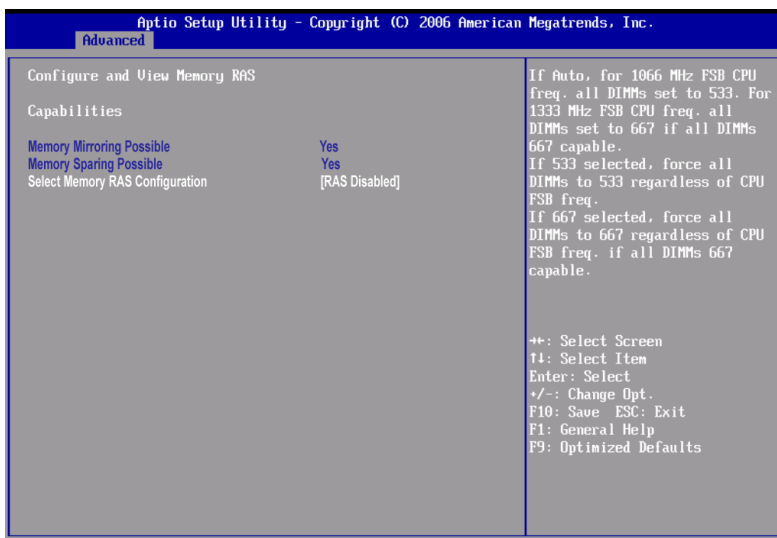 Aptio Setup Utility - Copyright (C) 2006 American Megatrends, Inc.
Advanced
Configure and View Memory RAS
Capabilities
Memory Mirroring Possible Yes
Memory Sparing Possible Yes
Select Memory RAS Configuration [RAS Disabled]
If Auto, for 1066 MHz FSB CPU
freq. all DIMMs set to 533. For
1333 MHz FSB CPU freq. all
DIMMs set to 667 if all DIMMs
667 capable.
If 533 selected, force all
DIMMs to 533 regardless of CPU
FSB freq.
If 667 selected, force all
DIMMs to 667 regardless of CPU
FSB freq. if all DIMMs 667
capable.
→←: Select Screen
↑↓: Select Item
Enter: Select
+/-: Change Opt.
F10: Save ESC: Exit
F1: General Help
F9: Optimized Defaults